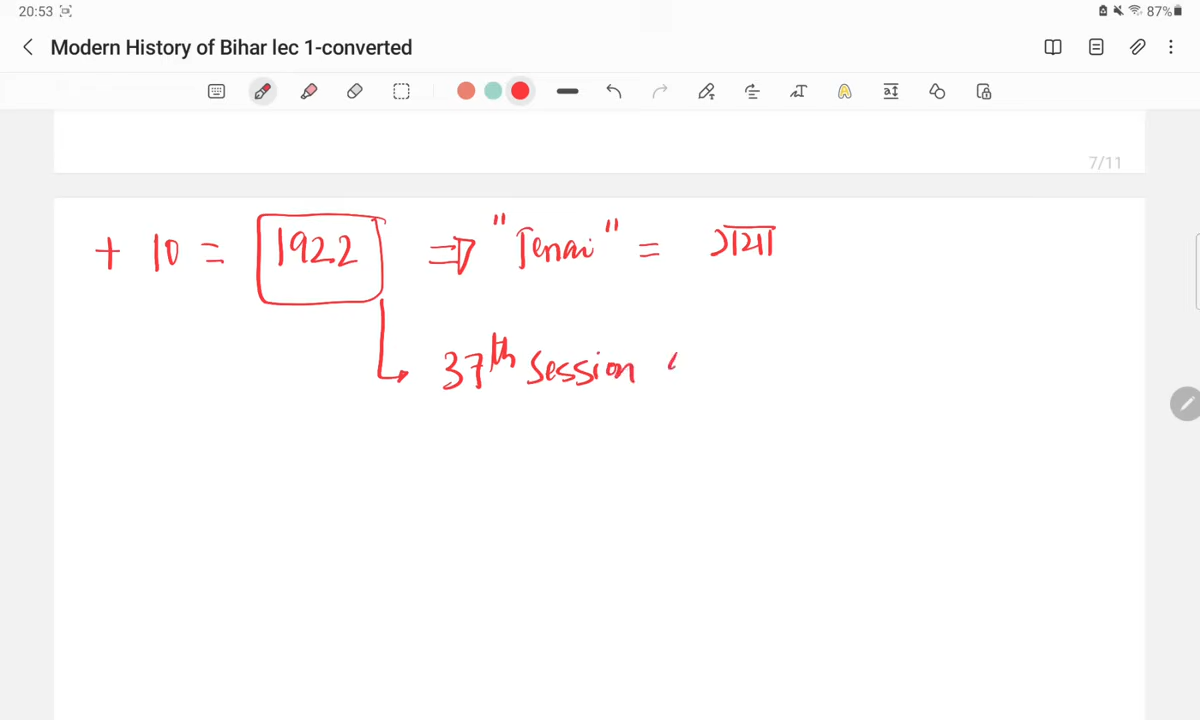 20:53 87%
Modern History of Bihar lec 1-converted
7/11
+ 10 = 1922 ⇒ "Tenai" = गया
37th Session (